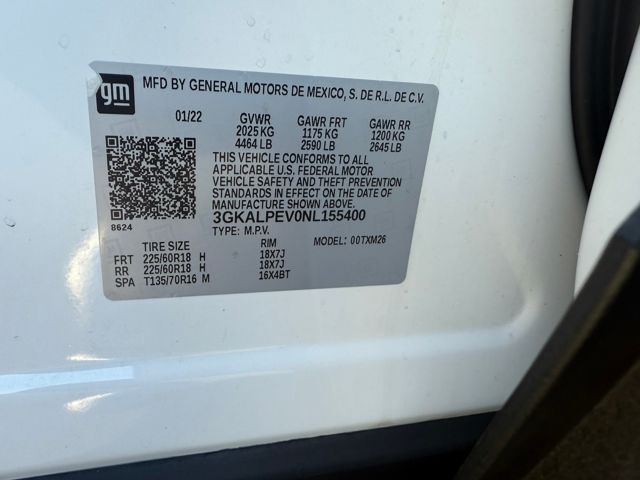 gm
MFD BY GENERAL MOTORS DE MEXICO, S. DE R.L. DE C.V.
01/22 GVWR GAWR FRT GAWR RR
2025 KG 1175 KG 1200 KG
4464 LB 2590 LB 2645 LB
THIS VEHICLE CONFORMS TO ALL
APPLICABLE U.S. FEDERAL MOTOR
VEHICLE SAFETY AND THEFT PREVENTION
STANDARDS IN EFFECT ON THE DATE OF
MANUFACTURE SHOWN ABOVE.
3GKALPEV0NL155400
8624
TYPE: M.P.V.
TIRE SIZE RIM MODEL: 00TXM26
FRT 225/60R18 H 18X7J
RR 225/60R18 H 18X7J
SPA T135/70R16 M 16X4BT